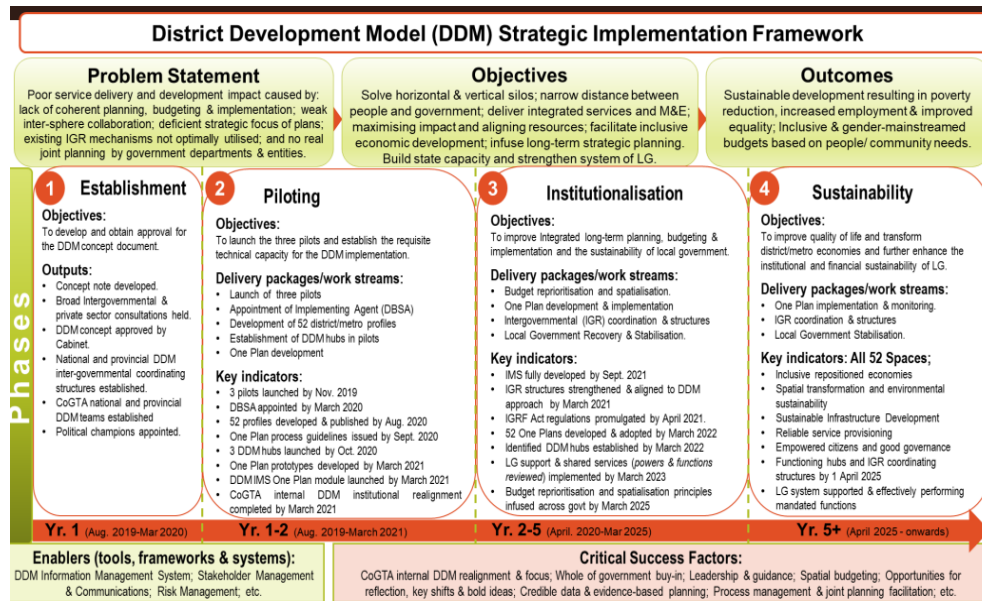 District Development Model (DDM) Strategic Implementation Framework
Problem Statement
Poor service delivery and development impact caused by:
lack of coherent planning, budgeting & implementation; weak
inter-sphere collaboration; deficient strategic focus of plans;
existing IGR mechanisms not optimally utilised; and no real
joint planning by government departments & entities.
Objectives
Solve horizontal & vertical silos; narrow distance between
people and government; deliver integrated services and M&E;
maximising impact and aligning resources; facilitate inclusive
economic development; infuse long-term strategic planning.
Build state capacity and strengthen system of LG.
Outcomes
Sustainable development resulting in poverty
reduction, increased employment & improved
equality; Inclusive & gender-mainstreamed
budgets based on people/ community needs.
Phases
1 Establishment
Objectives:
To develop and obtain approval for
the DDM concept document.
Outputs:
• Concept note developed.
• Broad Intergovernmental &
private sector consultations held.
• DDM concept approved by
Cabinet.
• National and provincial DDM
inter-governmental coordinating
structures established.
• CoGTA national and provincial
DDM teams established
• Political champions appointed.
2 Piloting
Objectives:
To launch the three pilots and establish the requisite
technical capacity for the DDM implementation.
Delivery packages/work streams:
• Launch of three pilots
• Appointment of Implementing Agent (DBSA)
• Development of 52 district/metro profiles
• Establishment of DDM hubs in pilots
• One Plan development
Key indicators:
• 3 pilots launched by Nov. 2019
• DBSA appointed by March 2020
• 52 profiles developed & published by Aug. 2020
• One Plan process guidelines issued by Sept. 2020
• 3 DDM hubs launched by Oct. 2020
• One Plan prototypes developed by March 2021
• DDM IMS One Plan module launched by March 2021
• CoGTA internal DDM institutional realignment
completed by March 2021
3 Institutionalisation
Objectives:
To improve Integrated long-term planning, budgeting &
implementation and the sustainability of local government.
Delivery packages/work streams:
• Budget reprioritisation and spatialisation.
• One Plan development & implementation
• Intergovernmental (IGR) coordination & structures
• Local Government Recovery & Stabilisation.
Key indicators:
• IMS fully developed by Sept. 2021
• IGR structures strengthened & aligned to DDM
approach by March 2021
• IGRF Act regulations promulgated by April 2021.
• 52 One Plans developed & adopted by March 2022
• Identified DDM hubs established by March 2022
• LG support & shared services (powers & functions
reviewed) implemented by March 2023
• Budget reprioritisation and spatialisation principles
infused across govt by March 2025
4 Sustainability
Objectives:
To improve quality of life and transform
district/metro economies and further enhance the
institutional and financial sustainability of LG.
Delivery packages/work streams:
• One Plan implementation & monitoring.
• IGR coordination & structures
• Local Government Stabilisation.
Key indicators: All 52 Spaces;
• Inclusive repositioned economies
• Spatial transformation and environmental
sustainability
• Sustainable Infrastructure Development
• Reliable service provisioning
• Empowered citizens and good governance
• Functioning hubs and IGR coordinating
structures by 1 April 2025
• LG system supported & effectively performing
mandated functions
Yr. 1 (Aug. 2019-Mar 2020)
Yr. 1-2 (Aug. 2019-March 2021)
Yr. 2-5 (April. 2020-Mar 2025)
Yr. 5+ (April 2025 - onwards)
Enablers (tools, frameworks & systems):
DDM Information Management System; Stakeholder Management
& Communications; Risk Management; etc.
Critical Success Factors:
CoGTA internal DDM realignment & focus; Whole of government buy-in; Leadership & guidance; Spatial budgeting; Opportunities for
reflection, key shifts & bold ideas; Credible data & evidence-based planning; Process management & joint planning facilitation; etc.